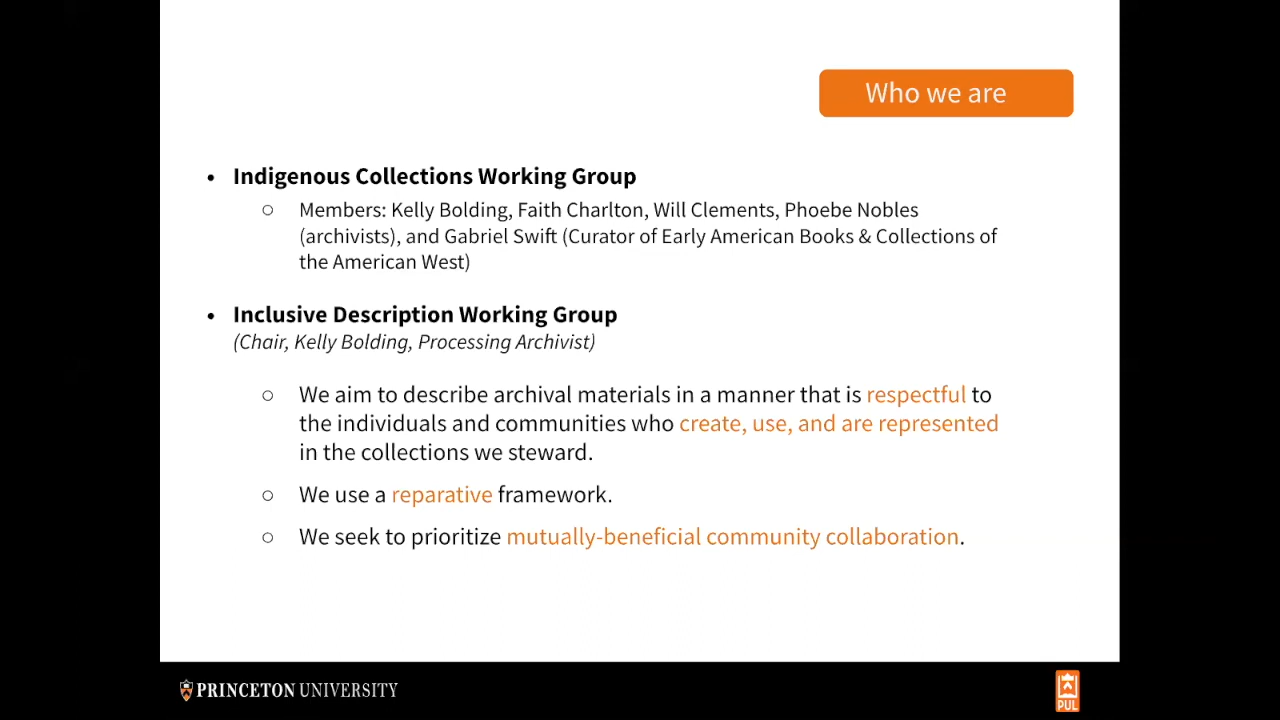 Who we are
• Indigenous Collections Working Group
○ Members: Kelly Bolding, Faith Charlton, Will Clements, Phoebe Nobles
(archivists), and Gabriel Swift (Curator of Early American Books & Collections of
the American West)
• Inclusive Description Working Group
(Chair, Kelly Bolding, Processing Archivist)
○ We aim to describe archival materials in a manner that is respectful to
the individuals and communities who create, use, and are represented
in the collections we steward.
○ We use a reparative framework.
○ We seek to prioritize mutually-beneficial community collaboration.
PRINCETON UNIVERSITY
PUL